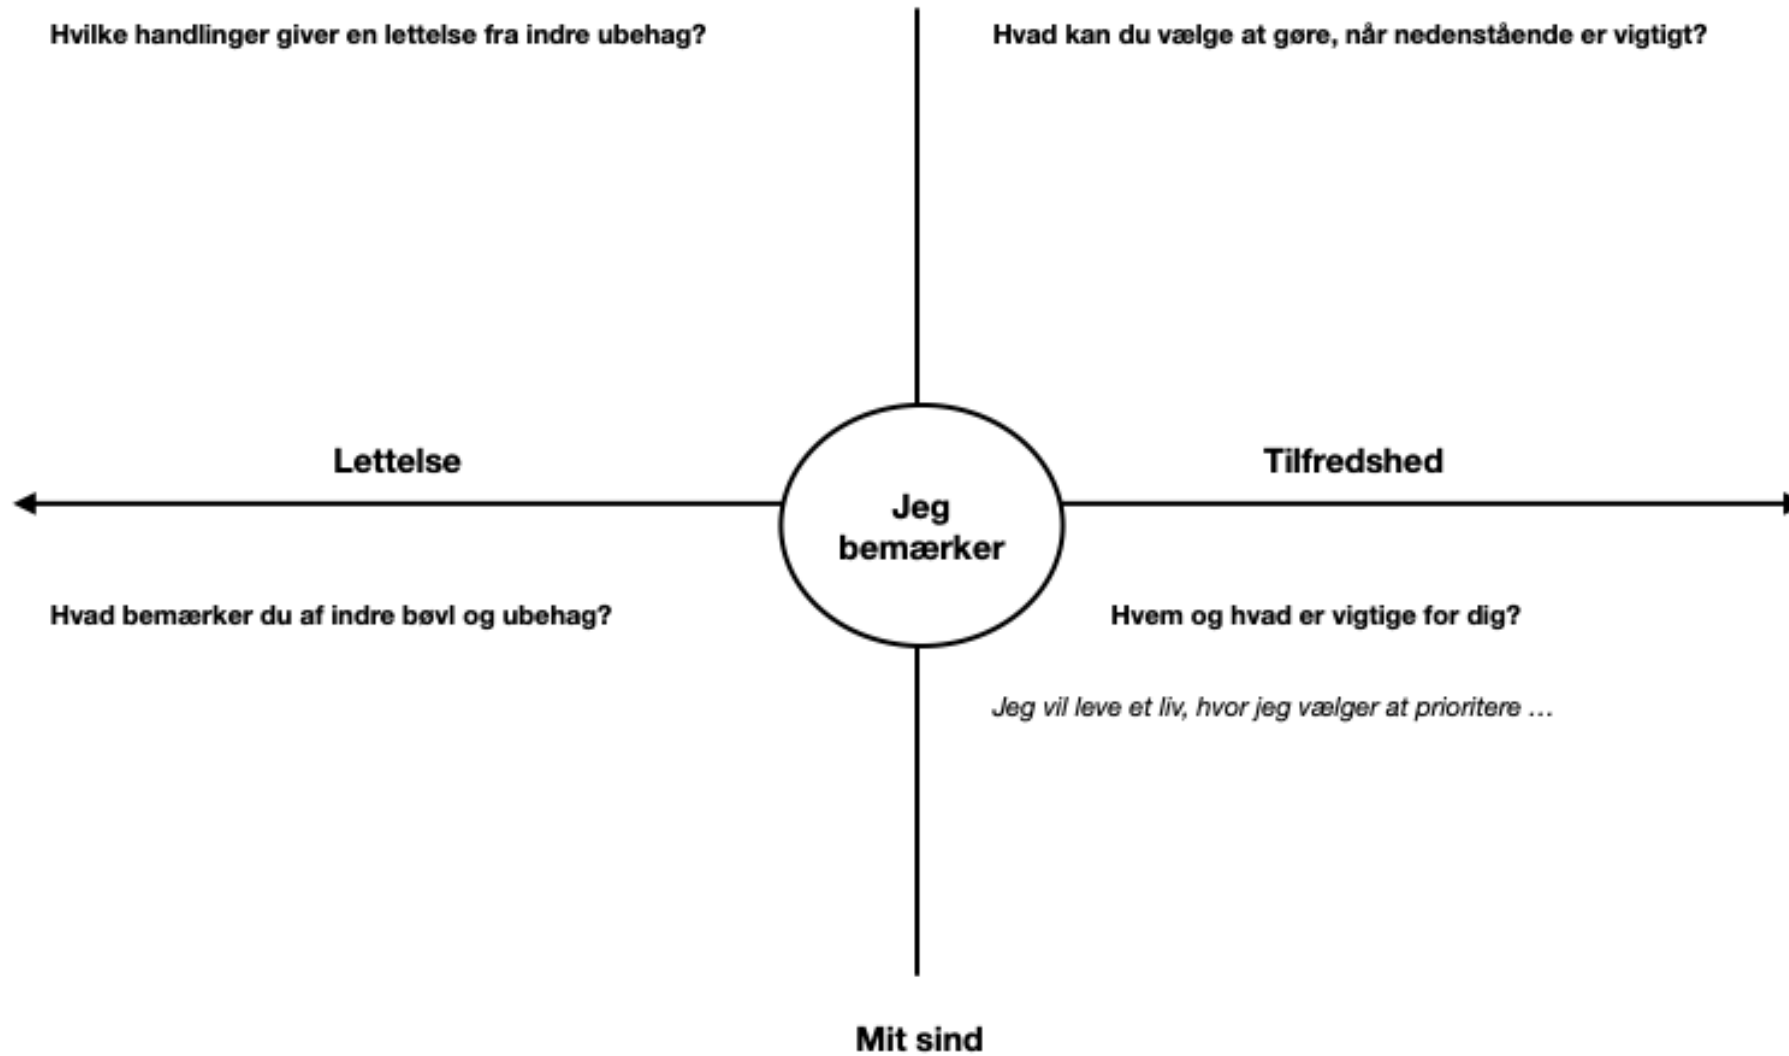 Hvilke handlinger giver en lettelse fra indre ubehag?
Hvad kan du vælge at gøre, når nedenstående er vigtigt?
Lettelse
Tilfredshed
Jeg
bemærker
Hvad bemærker du af indre bøvl og ubehag?
Hvem og hvad er vigtige for dig?
Jeg vil leve et liv, hvor jeg vælger at prioritere …
Mit sind